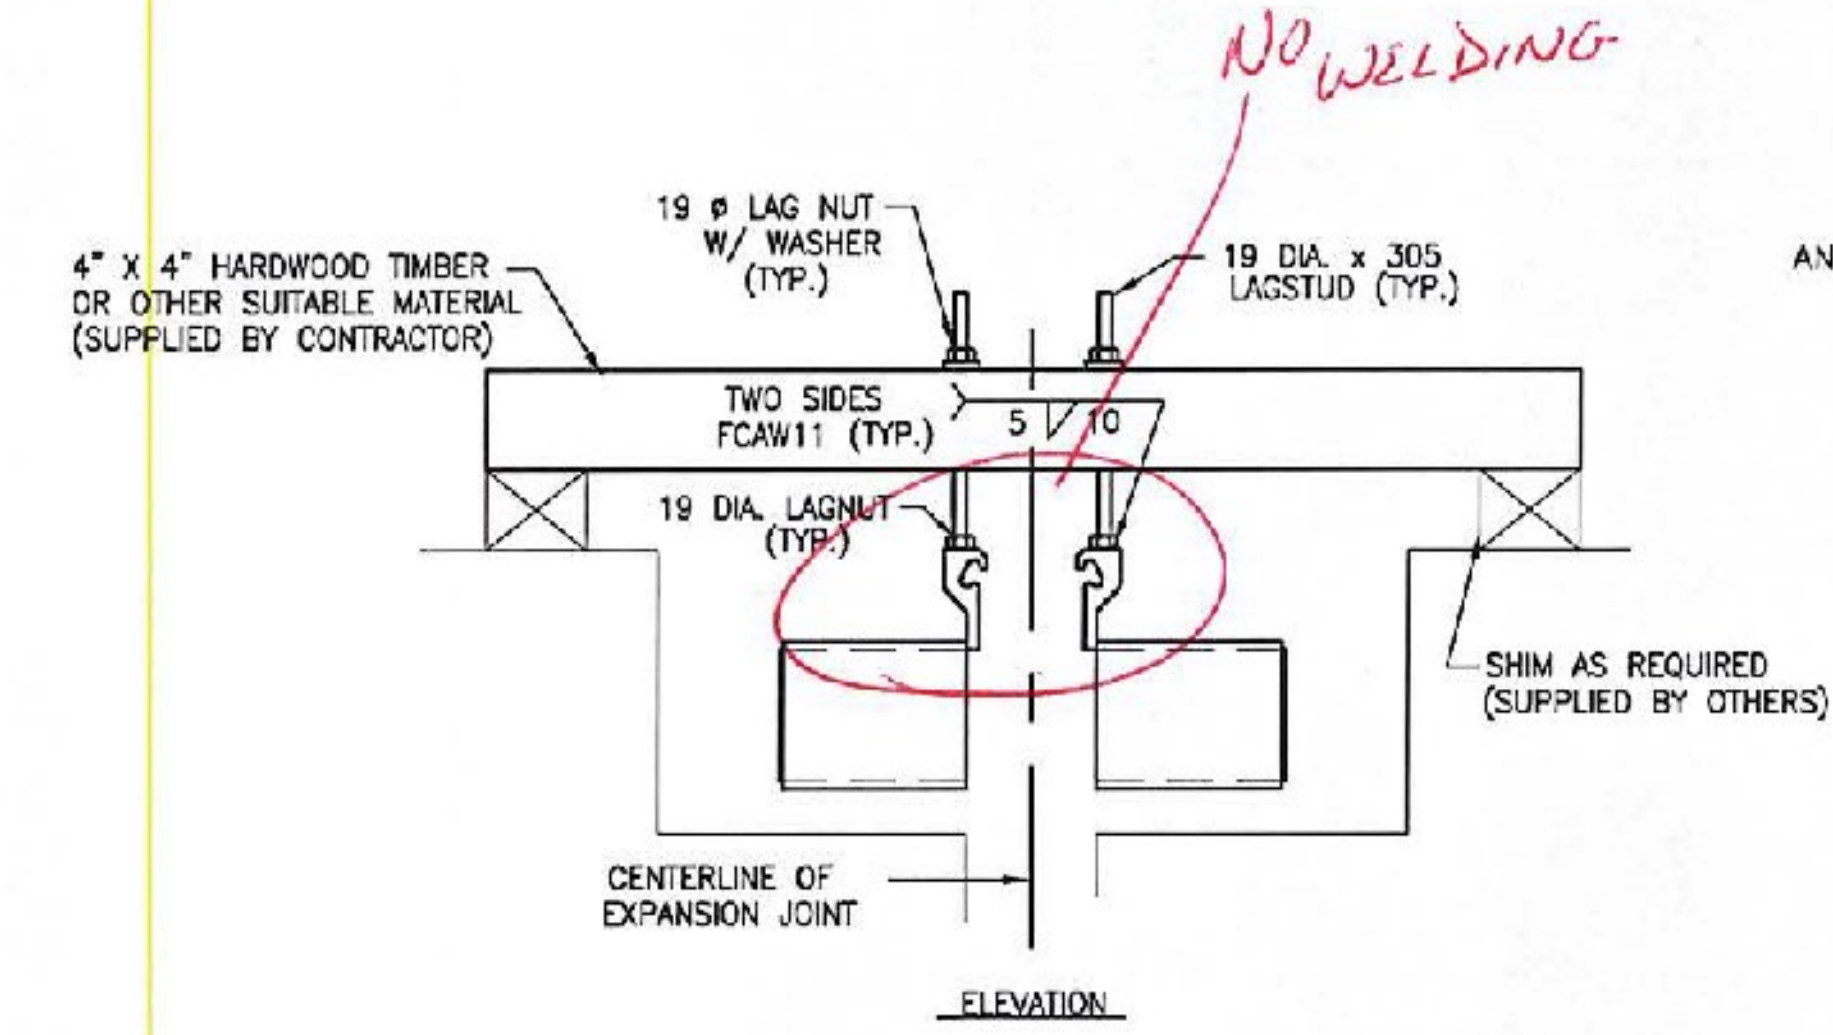 NO WELDING
19 ø LAG NUT
W/ WASHER
(TYP.)
4" X 4" HARDWOOD TIMBER
OR OTHER SUITABLE MATERIAL
(SUPPLIED BY CONTRACTOR)
19 DIA. x 305
LAGSTUD (TYP.)
AN
TWO SIDES
FCAW11 (TYP.)
5 10
19 DIA. LAGNUT
(TYP.)
SHIM AS REQUIRED
(SUPPLIED BY OTHERS)
CENTERLINE OF
EXPANSION JOINT
ELEVATION